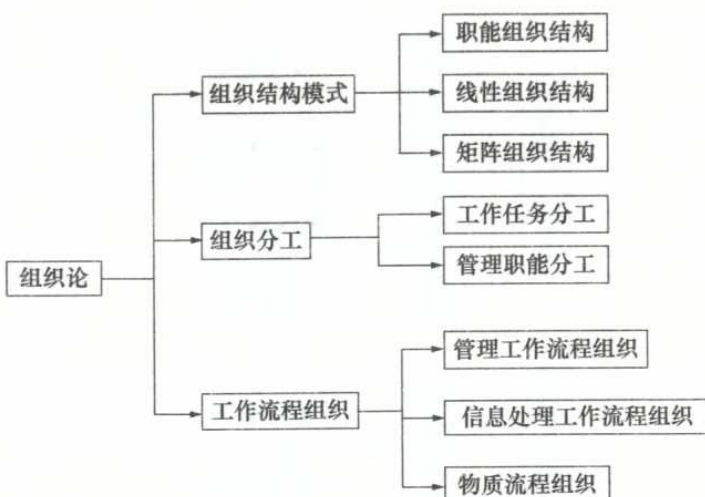 组织论
组织结构模式
职能组织结构
线性组织结构
矩阵组织结构
组织分工
工作任务分工
管理职能分工
工作流程组织
管理工作流程组织
信息处理工作流程组织
物质流程组织